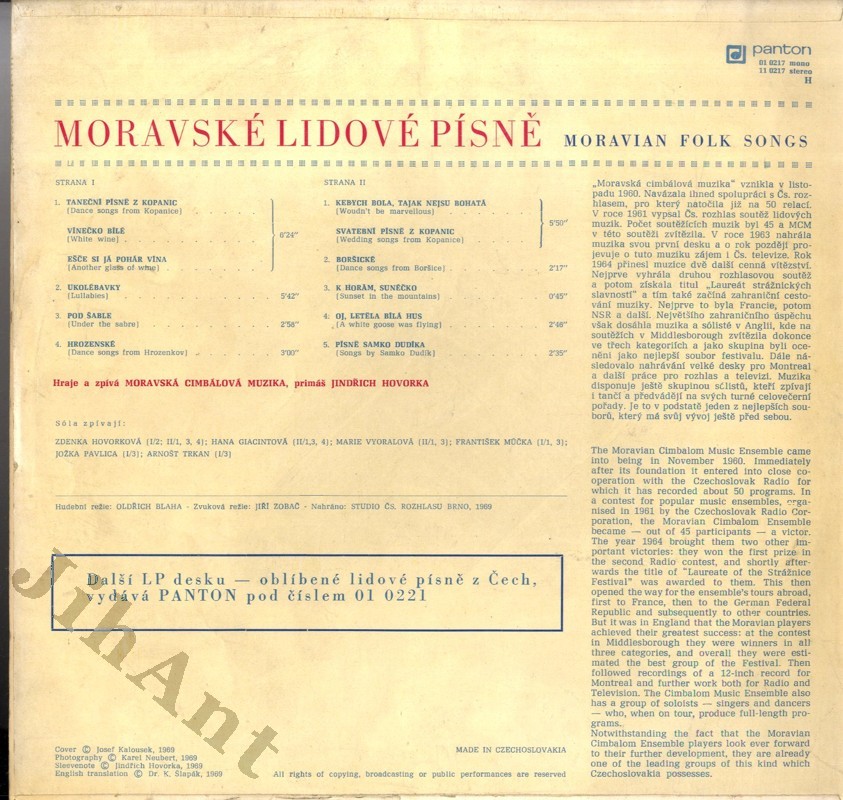 panton
01 0217 mono
11 0217 stereo
H
MORAVSKÉ LIDOVÉ PÍSNĚ MORAVIAN FOLK SONGS
STRANA I
1. TANEČNÍ PÍSNĚ Z KOPANIC
(Dance songs from Kopanice)
VÍNEČKO BÍLÉ
(White wine)
6'24"
EŠČE SI JÁ POHÁR VÍNA
(Another glass of wine)
2. UKOLÉBAVKY
(Lullabies) 5'42"
3. POD ŠABLE
(Under the sabre) 2'58"
4. HROZENSKÉ
(Dance songs from Hrozenkov) 3'00"
STRANA II
1. KEBYCH BOLA, TAJAK NEJSU BOHATÁ
(Woudn't be marvellous)
5'50"
SVATEBNÍ PÍSNĚ Z KOPANIC
(Wedding songs from Kopanice)
2. BORŠICKÉ
(Dance songs from Boršice) 2'17"
3. K HORÁM, SUNÉČKO
(Sunset in the mountains) 0'45"
4. OJ, LETĚLA BÍLÁ HUS
(A white goose was flying) 2'48"
5. PÍSNĚ SAMKO DUDÍKA
(Songs by Samko Dudík) 2'35"
Hraje a zpívá MORAVSKÁ CIMBÁLOVÁ MUZIKA, primáš JINDŘICH HOVORKA
Sóla zpívají:
ZDENKA HOVORKOVÁ (I/2; II/1, 3, 4); HANA GIACINTOVÁ (II/1,3, 4); MARIE VYORALOVÁ (II/1, 3); FRANTIŠEK MŮČKA (I/1, 3);
JOŽKA PAVLICA (I/3); ARNOŠT TRKAN (I/3)
Hudební režie: OLDŘICH BLAHA - Zvuková režie: JIŘÍ ZOBAČ - Nahráno: STUDIO ČS. ROZHLASU BRNO, 1969
Další LP desku — oblíbené lidové písně z Čech,
vydává PANTON pod číslem 01 0221
Cover © Josef Kalousek, 1969
Photography © Karel Neubert, 1969
Sleevenote © Jindřich Hovorka, 1969
English translation © Dr. K. Šlapák, 1969
MADE IN CZECHOSLOVAKIA
All rights of copying, broadcasting or public performances are reserved
„Moravská cimbálová muzika" vznikla v listo-
padu 1960. Navázala ihned spolupráci s Čs. roz-
hlasem, pro který natočila již na 50 relací.
V roce 1961 vypsal Čs. rozhlas soutěž lidových
muzik. Počet soutěžících muzik byl 45 a MCM
v této soutěži zvítězila. V roce 1963 nahrála
muzika svou první desku a o rok později pro-
jevuje o tuto muziku zájem i Čs. televize. Rok
1964 přinesl muzice dvě další cenná vítězství.
Nejprve vyhrála druhou rozhlasovou soutěž
a potom získala titul „Laureát strážnických
slavností" a tím také začíná zahraniční cesto-
vání muziky. Nejprve to byla Francie, potom
NSR a další. Největšího zahraničního úspěchu
však dosáhla muzika a sólisté v Anglii, kde na
soutěžích v Middlesborough zvítězila dokonce
ve třech kategoriích a jako skupina byli oce-
něni jako nejlepší soubor festivalu. Dále ná-
sledovalo nahrávání velké desky pro Montreal
a další práce pro rozhlas a televizi. Muzika
disponuje ještě skupinou sólistů, kteří zpívají
i tančí a předvádějí na svých turné celovečerní
pořady. Je to v podstatě jeden z nejlepších sou-
borů, který má svůj vývoj ještě před sebou.
The Moravian Cimbalom Music Ensemble came
into being in November 1960. Immediately
after its foundation it entered into close co-
operation with the Czechoslovak Radio for
which it has recorded about 50 programs. In
a contest for popular music ensembles, orga-
nised in 1961 by the Czechoslovak Radio Cor-
poration, the Moravian Cimbalom Ensemble
became — out of 45 participants — a victor.
The year 1964 brought them two other im-
portant victories: they won the first prize in
the second Radio contest, and shortly after-
wards the title of "Laureate of the Strážnice
Festival" was awarded to them. This then
opened the way for the ensemble's tours abroad,
first to France, then to the German Federal
Republic and subsequently to other countries.
But it was in England that the Moravian players
achieved their greatest success: at the contest
in Middlesborough they were winners in all
three categories, and overall they were esti-
mated the best group of the Festival. Then
followed recordings of a 12-inch record for
Montreal and further work both for Radio and
Television. The Cimbalom Music Ensemble also
has a group of soloists — singers and dancers
— who, when on tour, produce full-length pro-
grams.
Notwithstanding the fact that the Moravian
Cimbalom Ensemble players look ever forward
to their further development, they are already
one of the leading groups of this kind which
Czechoslovakia possesses.
JihAnt